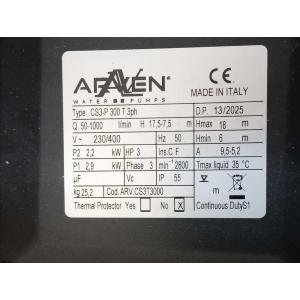 ARVEN CE
WATER PUMPS MADE IN ITALY
Type CS3-P 300 T 3ph D.P. 13/2025
Q 50-1000 l/min H 17,5-7,5 m Hmax 18 m
V~ 230/400 Hz 50 Hmin 6 m
P2 2,2 kW HP 3 Ins.C F A 9,5-5,2
P1 2,9 kW Phase 3 min⁻¹ 2800 Tmax liquid 35 °C
µF Vc IP 55
kg 25,2 Cod. ARV.CS3T3000
Thermal Protector Yes No X Continuous DutyS1